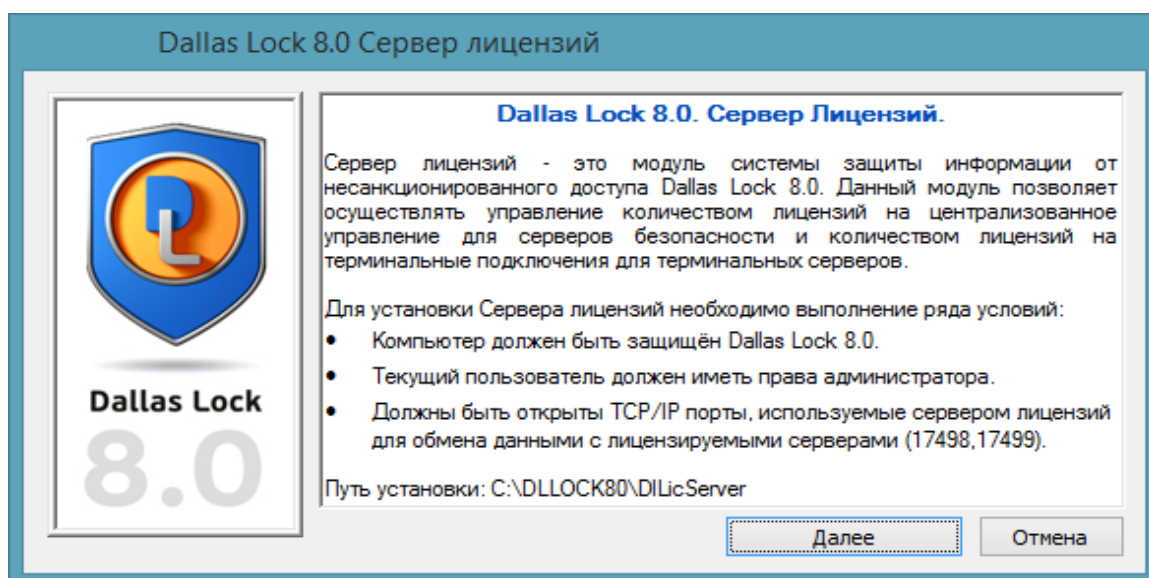 Dallas Lock 8.0 Сервер лицензий
Dallas Lock
8.0
Dallas Lock 8.0. Сервер Лицензий.
Сервер лицензий - это модуль системы защиты информации от
несанкционированного доступа Dallas Lock 8.0. Данный модуль позволяет
осуществлять управление количеством лицензий на централизованное
управление для серверов безопасности и количеством лицензий на
терминальные подключения для терминальных серверов.
Для установки Сервера лицензий необходимо выполнение ряда условий:
• Компьютер должен быть защищён Dallas Lock 8.0.
• Текущий пользователь должен иметь права администратора.
• Должны быть открыты TCP/IP порты, используемые сервером лицензий
для обмена данными с лицензируемыми серверами (17498,17499).
Путь установки: C:\DLLOCK80\DlLicServer
Далее
Отмена